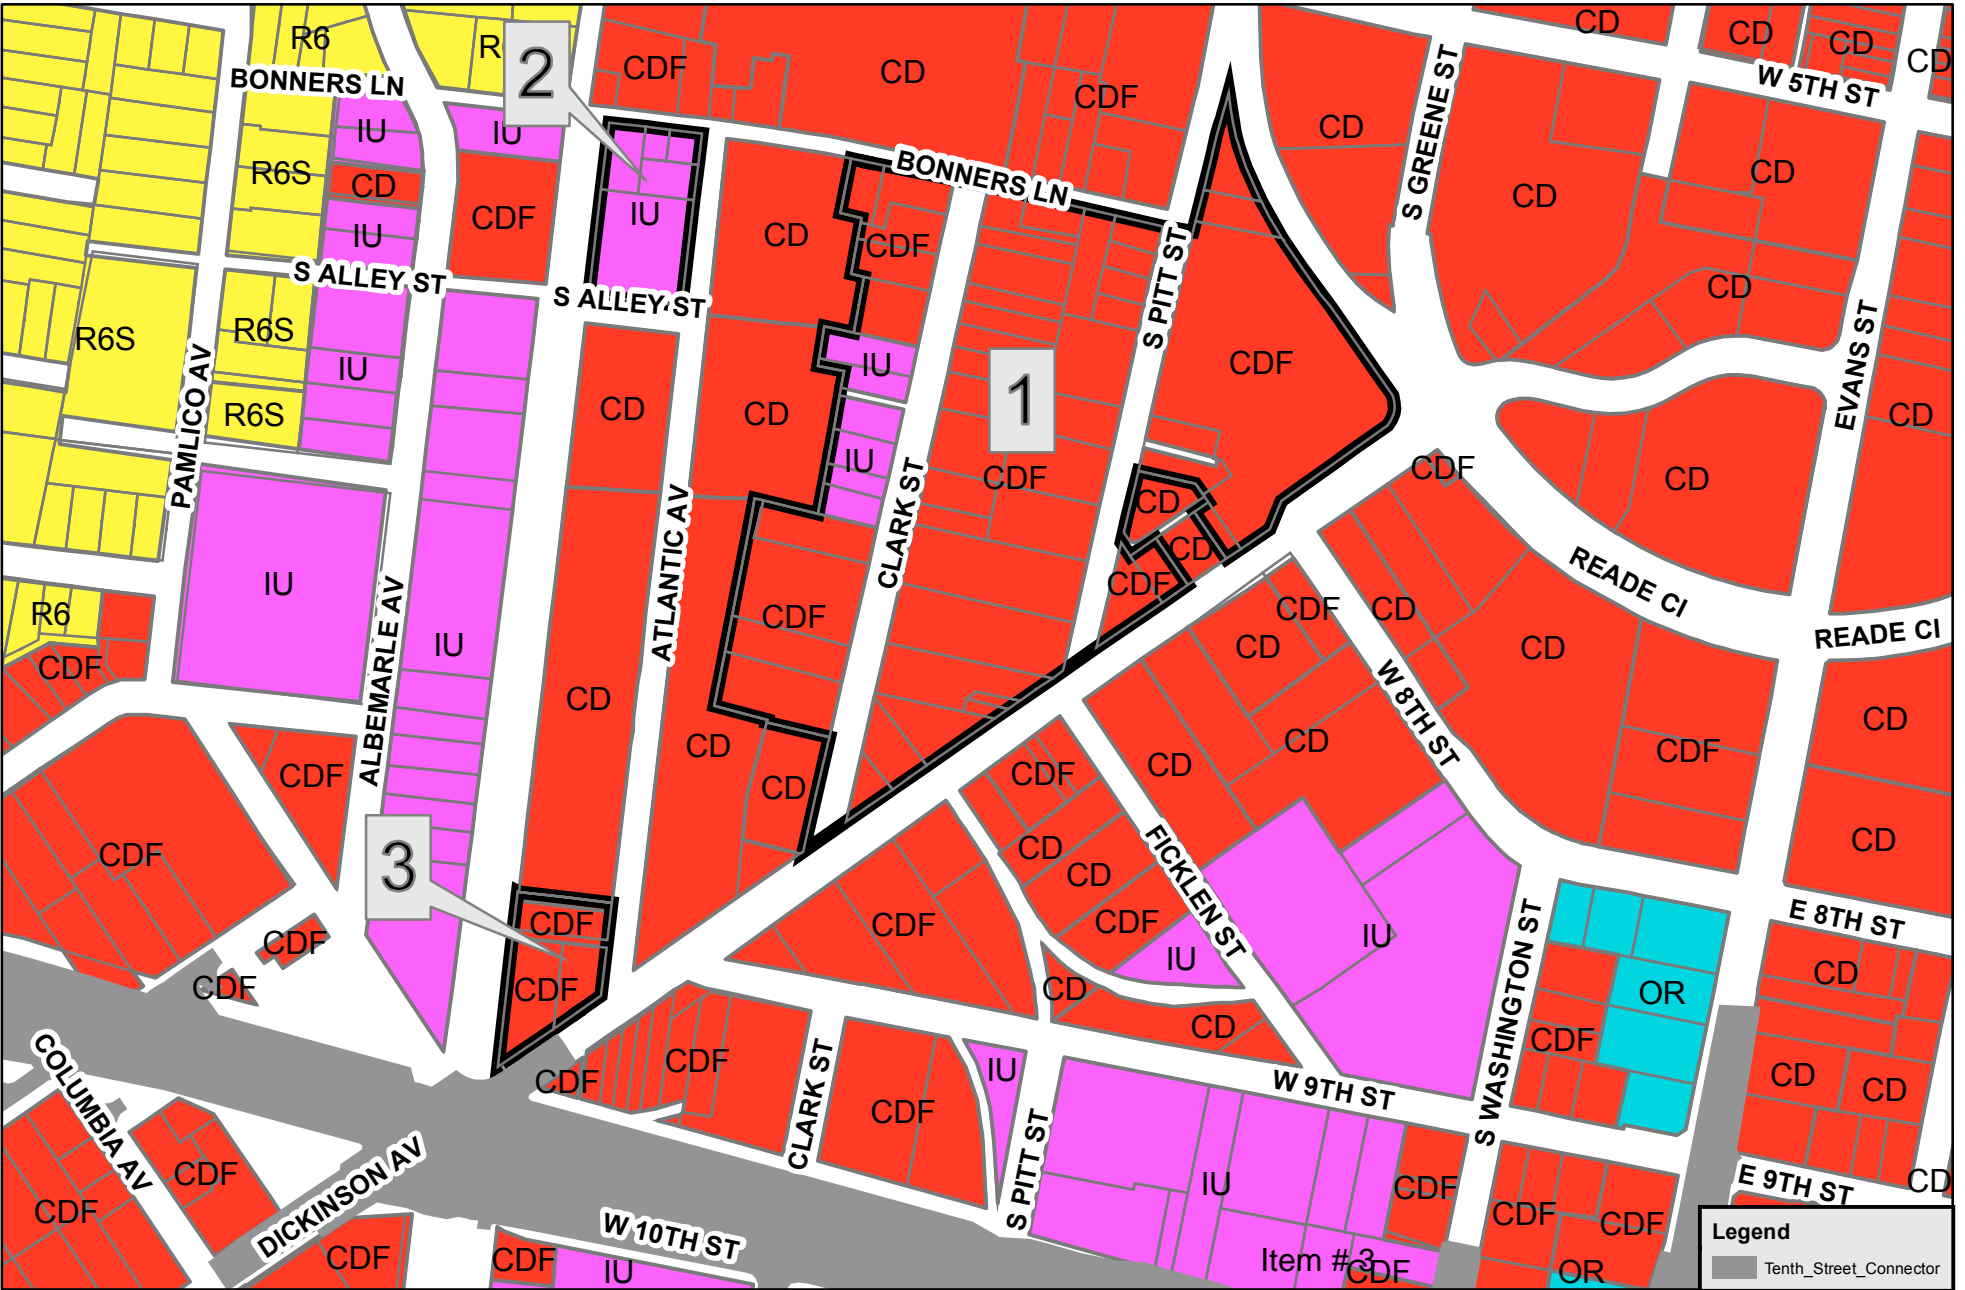 R6
R
2
CDF
CD
CDF
CD
CD
CD
CD
CD
W 5TH ST
BONNERS LN
IU
IU
S GREENE ST
CD
CD
R6S
CD
CDF
IU
IU
CD
CDF
BONNERS LN
S PITT ST
CD
S ALLEY ST
S ALLEY ST
R6S
R6S
IU
R6S
CD
CD
IU
1
CDF
EVANS ST
CD
PAMLICO AV
IU
CDF
CD
CDF
CD
CLARK ST
ATLANTIC AV
IU
ALBEMARLE AV
IU
CDF
CD
CDF
READE CI
READE CI
R6
CDF
CD
CD
CD
CDF
CD
CD
W 8TH ST
CD
CDF
CD
CD
CD
CDF
CDF
CD
CDF
CD
CD
CDF
FICKLEN ST
IU
IU
3
CDF
CDF
CDF
CDF
CDF
CD
CD
S WASHINGTON ST
E 8TH ST
CD
OR
CDF
CD
CD
COLUMBIA AV
CDF
CDF
CLARK ST
CDF
IU
W 9TH ST
S PITT ST
CDF
CDF
DICKINSON AV
CDF
CDF
IU
W 10TH ST
IU
CDF
Item # 3
CDF
CDF
CDF
OR
E 9TH ST
CD
Legend
Tenth_Street_Connector